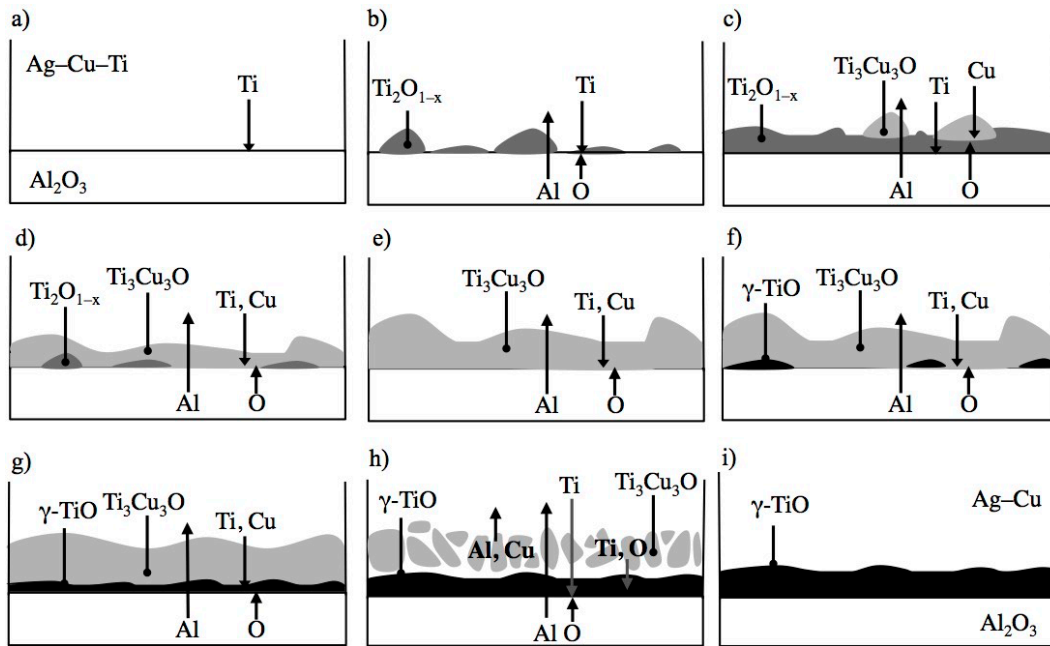 a)
Ag–Cu–Ti
Ti
Al₂O₃
b)
Ti₂O₁₋ₓ
Ti
Al O
c)
Ti₂O₁₋ₓ
Ti₃Cu₃O
Ti
Cu
Al
O
d)
Ti₂O₁₋ₓ
Ti₃Cu₃O
Ti, Cu
Al
O
e)
Ti₃Cu₃O
Ti, Cu
Al
O
f)
γ-TiO
Ti₃Cu₃O
Ti, Cu
Al
O
g)
γ-TiO
Ti₃Cu₃O
Ti, Cu
Al
O
h)
γ-TiO
Ti
Ti₃Cu₃O
Al, Cu
Ti, O
Al O
i)
γ-TiO
Ag–Cu
Al₂O₃